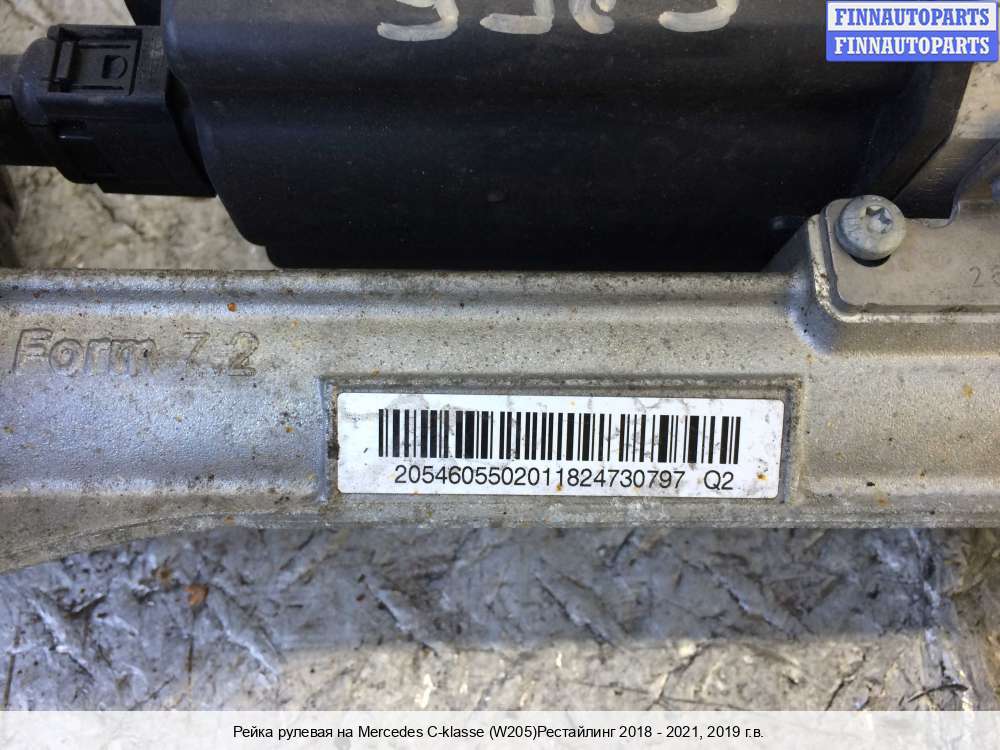 FINNAUTOPARTS
FINNAUTOPARTS
Form 7.2
2054605502011824730797 Q2
Рейка рулевая на Mercedes C-klasse (W205)Рестайлинг 2018 - 2021, 2019 г.в.